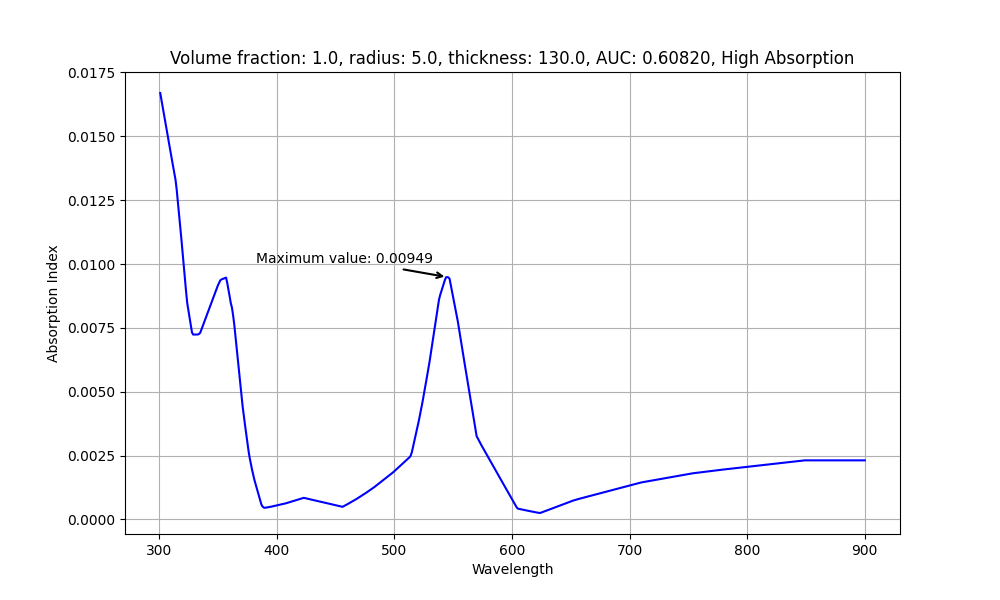 Volume fraction: 1.0, radius: 5.0, thickness: 130.0, AUC: 0.60820, High Absorption
0.0175
0.0150
0.0125
0.0100
0.0075
0.0050
0.0025
0.0000
Absorption Index
Maximum value: 0.00949
300 400 500 600 700 800 900
Wavelength